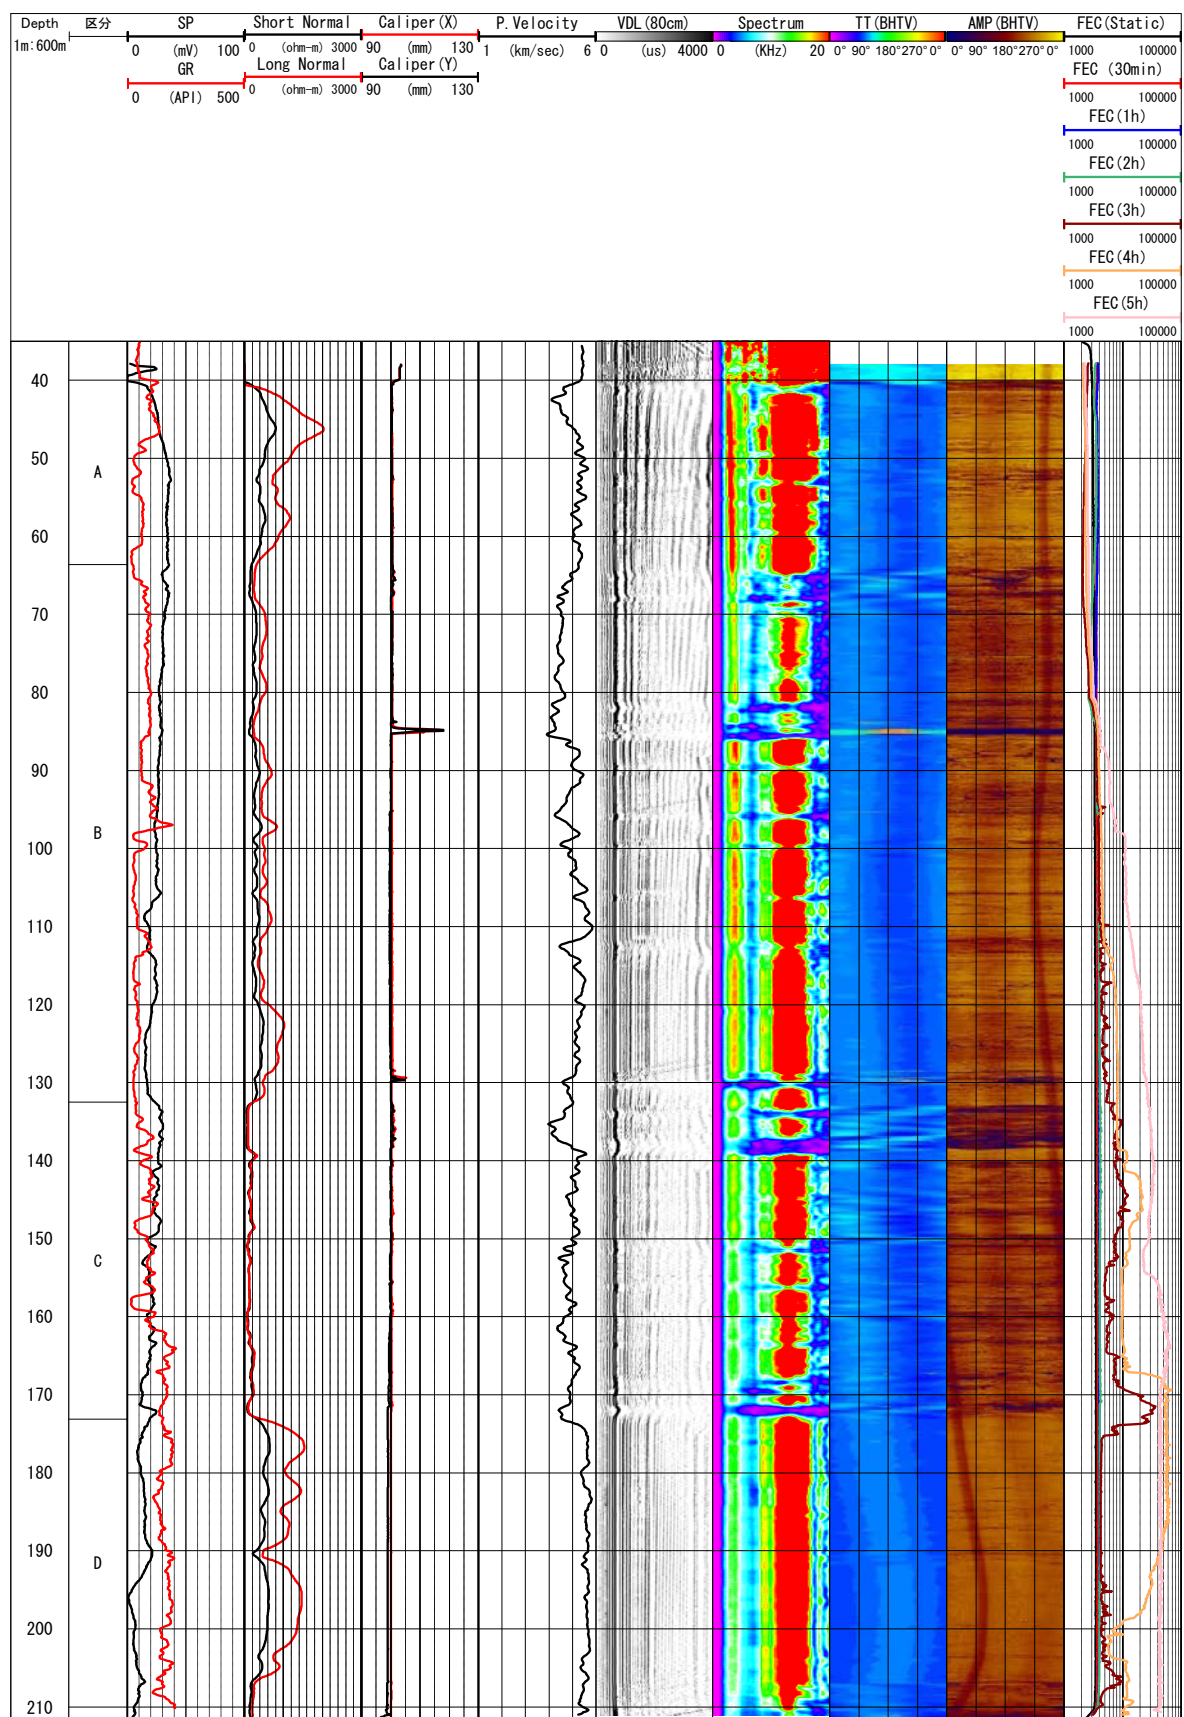 Depth 区分 SP Short Normal Caliper(X) P.Velocity VDL(80cm) Spectrum TT(BHTV) AMP(BHTV) FEC(Static)
1m:600m 0 (mV) 100 0 (ohm-m) 3000 90 (mm) 130 1 (km/sec) 6 0 (us) 4000 0 (KHz) 20 0° 90° 180°270° 0° 0° 90° 180°270° 0° 1000 100000
GR Long Normal Caliper(Y) FEC (30min)
0 (API) 500 0 (ohm-m) 3000 90 (mm) 130 1000 100000
FEC(1h)
1000 100000
FEC(2h)
1000 100000
FEC(3h)
1000 100000
FEC(4h)
1000 100000
FEC(5h)
1000 100000
40
50
A
60
70
80
90
B
100
110
120
130
140
150
C
160
170
180
190
D
200
210